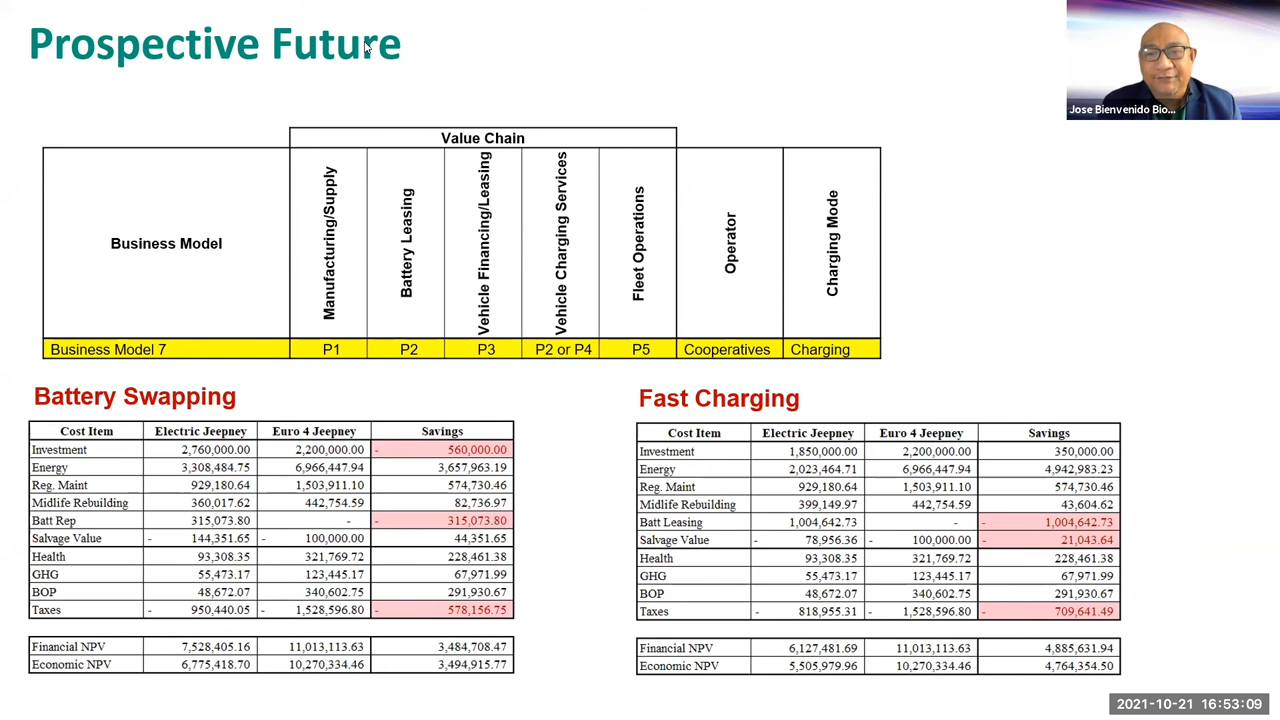 Prospective Future
Jose Bienvenido Bio...
Value Chain
Business Model Manufacturing/Supply Battery Leasing Vehicle Financing/Leasing Vehicle Charging Services Fleet Operations Operator Charging Mode
Business Model 7 P1 P2 P3 P2 or P4 P5 Cooperatives Charging
Battery Swapping
Cost Item Electric Jeepney Euro 4 Jeepney Savings
Investment 2,760,000.00 2,200,000.00 - 560,000.00
Energy 3,308,484.75 6,966,447.94 3,657,963.19
Reg. Maint 929,180.64 1,503,911.10 574,730.46
Midlife Rebuilding 360,017.62 442,754.59 82,736.97
Batt Rep 315,073.80 - - 315,073.80
Salvage Value - 144,351.65 - 100,000.00 44,351.65
Health 93,308.35 321,769.72 228,461.38
GHG 55,473.17 123,445.17 67,971.99
BOP 48,672.07 340,602.75 291,930.67
Taxes - 950,440.05 - 1,528,596.80 - 578,156.75
Financial NPV 7,528,405.16 11,013,113.63 3,484,708.47
Economic NPV 6,775,418.70 10,270,334.46 3,494,915.77
Fast Charging
Cost Item Electric Jeepney Euro 4 Jeepney Savings
Investment 1,850,000.00 2,200,000.00 350,000.00
Energy 2,023,464.71 6,966,447.94 4,942,983.23
Reg. Maint 929,180.64 1,503,911.10 574,730.46
Midlife Rebuilding 399,149.97 442,754.59 43,604.62
Batt Leasing 1,004,642.73 - - 1,004,642.73
Salvage Value - 78,956.36 - 100,000.00 - 21,043.64
Health 93,308.35 321,769.72 228,461.38
GHG 55,473.17 123,445.17 67,971.99
BOP 48,672.07 340,602.75 291,930.67
Taxes - 818,955.31 - 1,528,596.80 - 709,641.49
Financial NPV 6,127,481.69 11,013,113.63 4,885,631.94
Economic NPV 5,505,979.96 10,270,334.46 4,764,354.50
2021-10-21 16:53:09